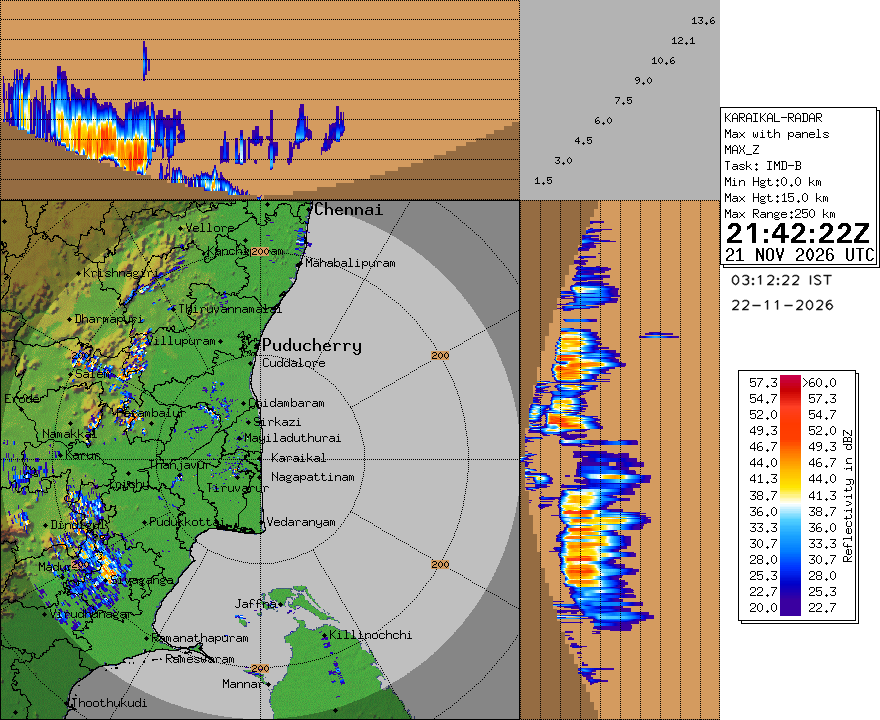 13.6
12.1
10.6
9.0
7.5
6.0
4.5
3.0
1.5
KARAIKAL-RADAR
Max with panels
MAX_Z
Task: IMD-B
Min Hgt:0.0 km
Max Hgt:15.0 km
Max Range:250 km
21:42:22Z
21 NOV 2026 UTC
03:12:22 IST
22-11-2026
Chennai
Vellore
200
Mahabalipuram
Krishnagiri
Thiruvannamalai
Dharmapuri
Villupuram
Puducherry
200
Cuddalore
Salem
Erode
Chidambaram
Perambalur
Sirkazi
Namakkal
Mayiladuthurai
Karur
Karaikal
Thanjavur
Nagapattinam
Tiruvarur
Pudukkottai
Vedaranyam
200
Sivaganga
Jaffna
Virudhunagar
Killinochchi
Ramanathapuram
Rameswaram
200
Mannar
Thoothukudi
57.3 >60.0
54.7 57.3
52.0 54.7
49.3 52.0
46.7 49.3
44.0 46.7
41.3 44.0
38.7 41.3
36.0 38.7
33.3 36.0
30.7 33.3
28.0 30.7
25.3 28.0
22.7 25.3
20.0 22.7
Reflectivity in dBZ